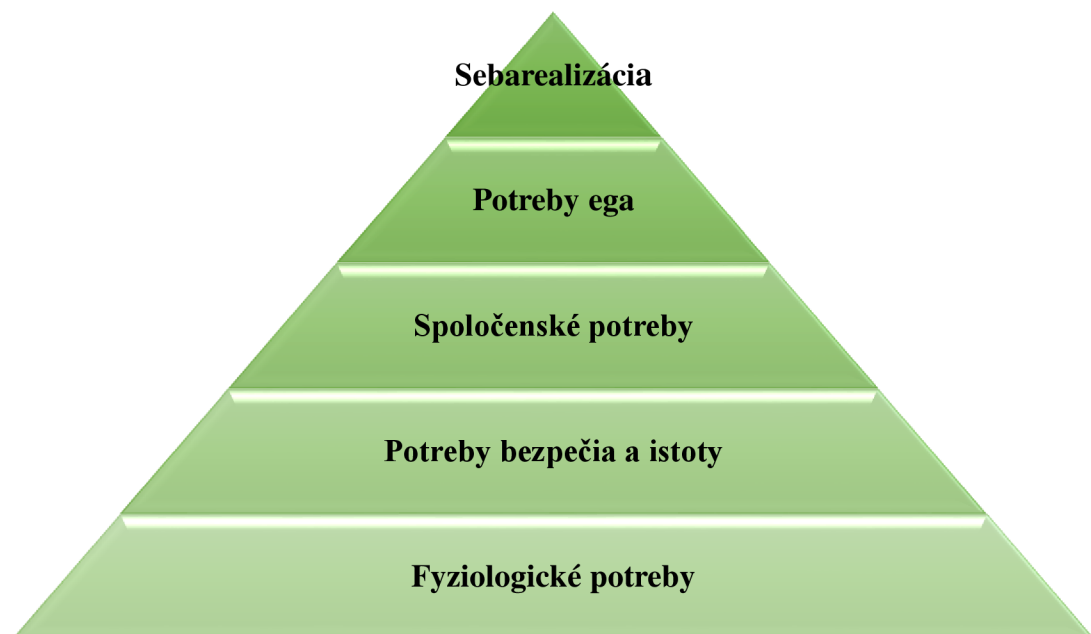 Sebarealizácia
Potreby ega
Spoločenské potreby
Potreby bezpečia a istoty
Fyziologické potreby